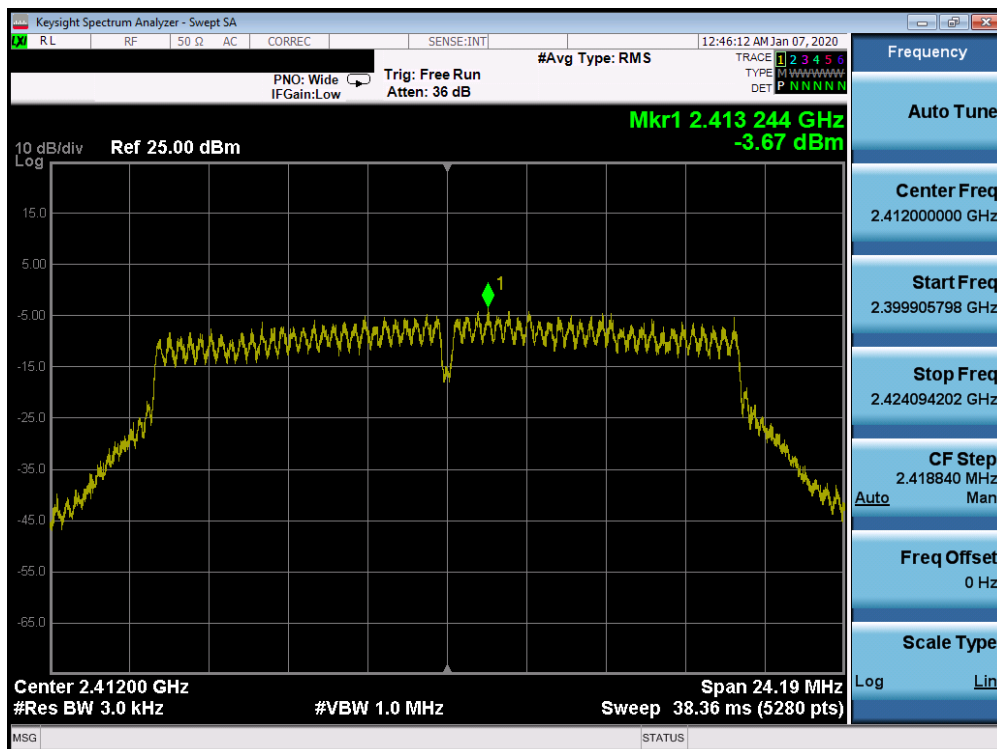 Keysight Spectrum Analyzer - Swept SA
LXI RL RF 50 Ω AC CORREC SENSE:INT 12:46:12 AM Jan 07, 2020
#Avg Type: RMS TRACE 1 2 3 4 5 6
PNO: Wide Trig: Free Run TYPE M WWWWW
IFGain:Low Atten: 36 dB DET P N N N N N
Mkr1 2.413 244 GHz
-3.67 dBm
10 dB/div Ref 25.00 dBm
Log
15.0
5.00
-5.00
-15.0
-25.0
-35.0
-45.0
-55.0
-65.0
1
Center 2.41200 GHz Span 24.19 MHz
#Res BW 3.0 kHz #VBW 1.0 MHz Sweep 38.36 ms (5280 pts)
MSG STATUS
Frequency
Auto Tune
Center Freq
2.412000000 GHz
Start Freq
2.399905798 GHz
Stop Freq
2.424094202 GHz
CF Step
2.418840 MHz
Auto Man
Freq Offset
0 Hz
Scale Type
Log Lin